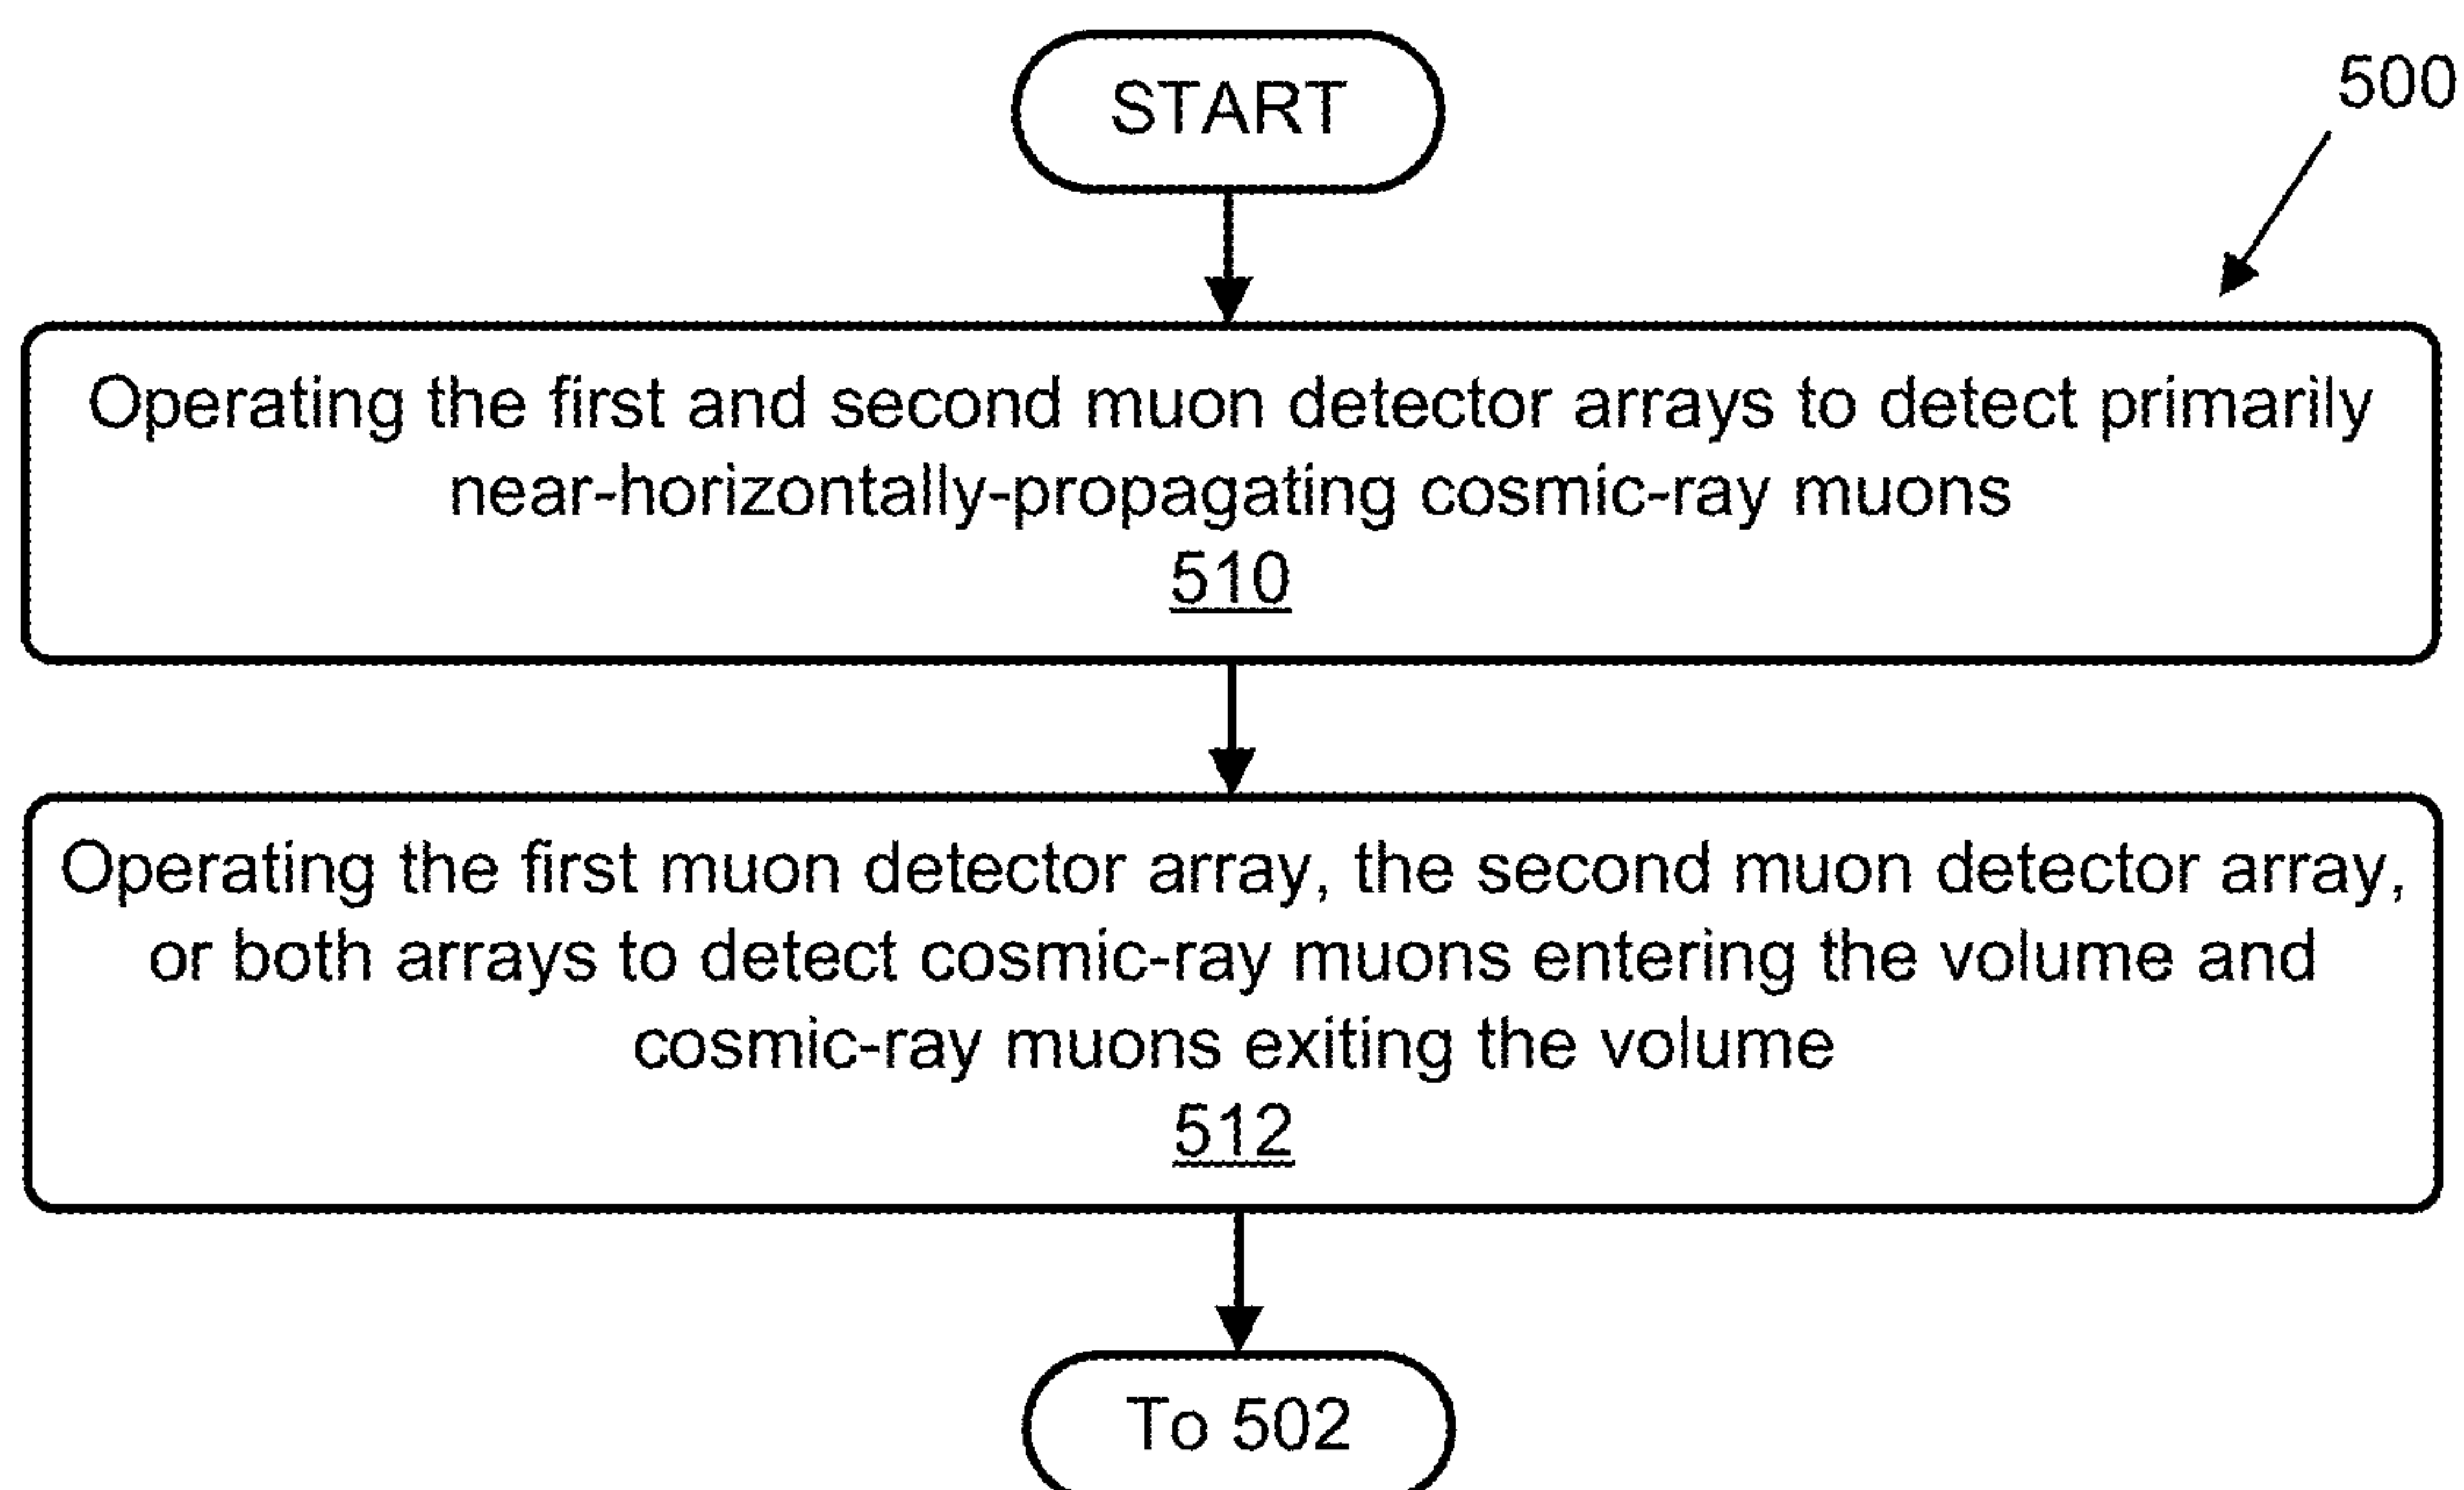 START
500
Operating the first and second muon detector arrays to detect primarily
near-horizontally-propagating cosmic-ray muons
510
Operating the first muon detector array, the second muon detector array,
or both arrays to detect cosmic-ray muons entering the volume and
cosmic-ray muons exiting the volume
512
To 502